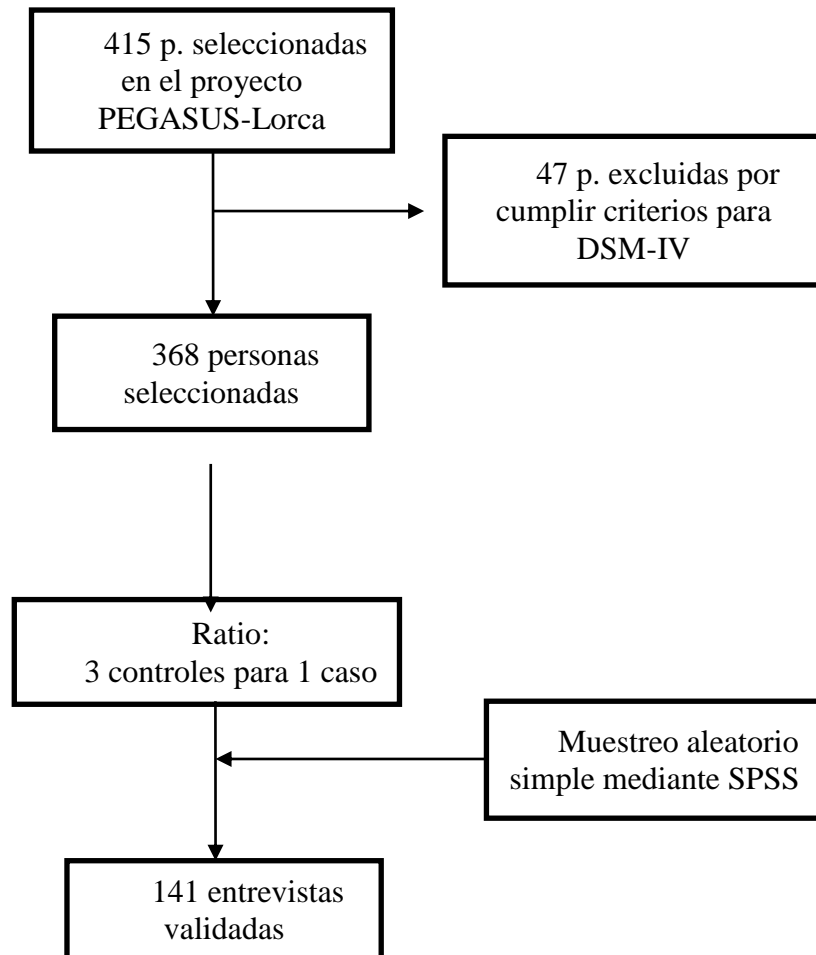 415 p. seleccionadas
en el proyecto
PEGASUS-Lorca
47 p. excluidas por
cumplir criterios para
DSM-IV
368 personas
seleccionadas
Ratio:
3 controles para 1 caso
Muestreo aleatorio
simple mediante SPSS
141 entrevistas
validadas